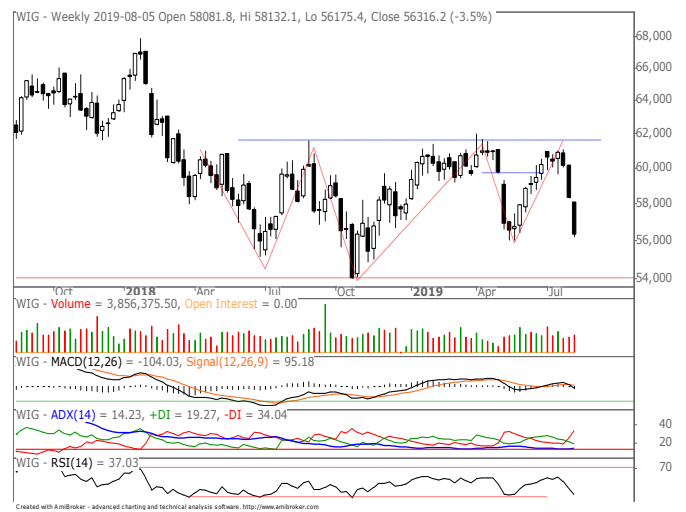 WIG - Weekly 2019-08-05 Open 58081.8, Hi 58132.1, Lo 56175.4, Close 56316.2 (-3.5%)
68,000
66,000
64,000
62,000
60,000
58,000
56,000
54,000
Oct 2018 Apr Jul Oct 2019 Apr Jul
WIG - Volume = 3,856,375.50, Open Interest = 0.00
WIG - MACD(12,26) = -104.03, Signal(12,26,9) = 95.18
WIG - ADX(14) = 14.23, +DI = 19.27, -DI = 34.04
40
20
WIG - RSI(14) = 37.03
70
Created with AmiBroker - advanced charting and technical analysis software. http://www.amibroker.com